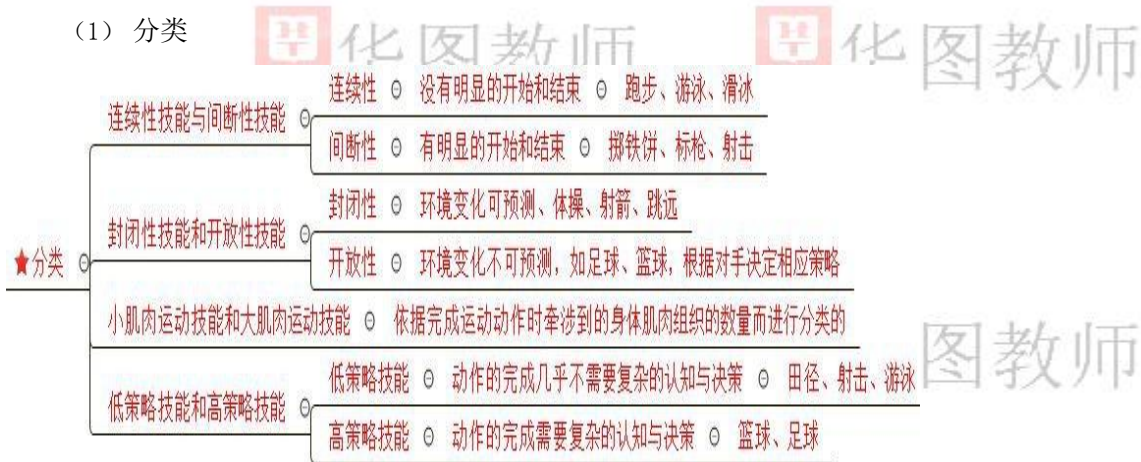 (1) 分类
华图教师 华图教师
连续性 没有明显的开始和结束 跑步、游泳、滑冰
连续性技能与间断性技能
间断性 有明显的开始和结束 掷铁饼、标枪、射击
封闭性 环境变化可预测、体操、射箭、跳远
封闭性技能和开放性技能
★分类
开放性 环境变化不可预测，如足球、篮球，根据对手决定相应策略
小肌肉运动技能和大肌肉运动技能 依据完成运动动作时牵涉到的身体肌肉组织的数量而进行分类的
图教师
低策略技能 动作的完成几乎不需要复杂的认知与决策 田径、射击、游泳
低策略技能和高策略技能
高策略技能 动作的完成需要复杂的认知与决策 篮球、足球